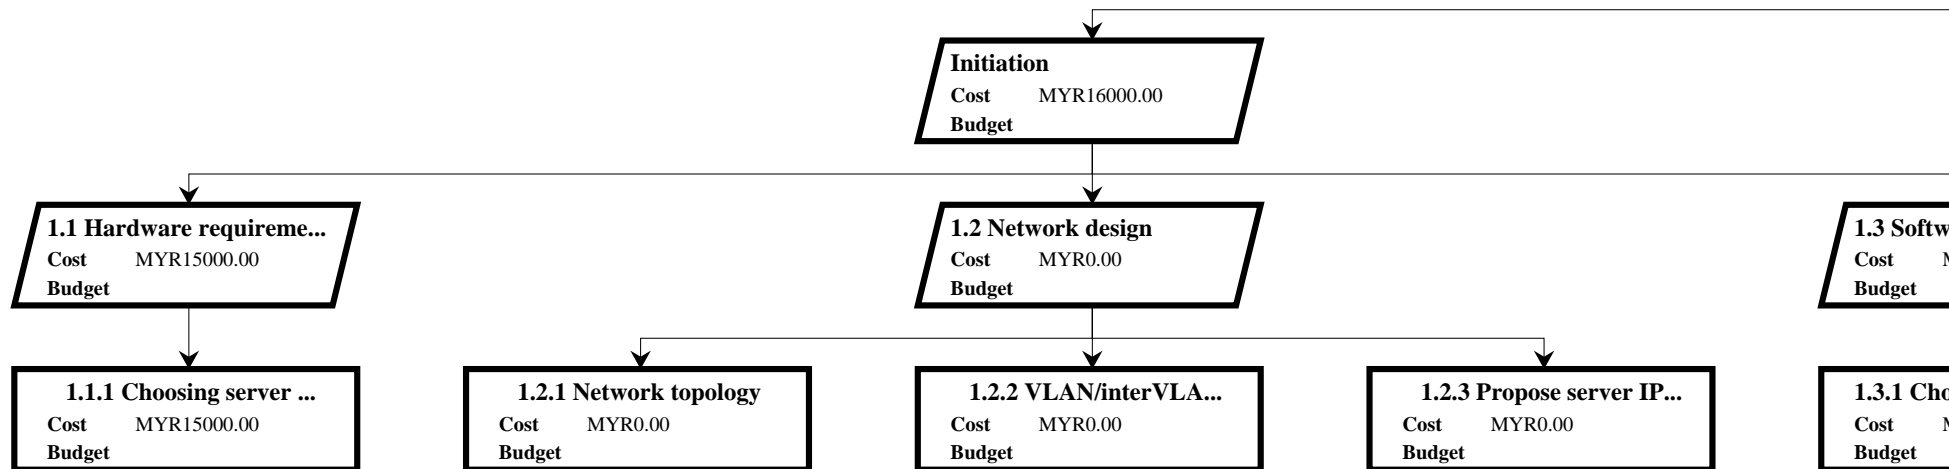 Initiation
Cost MYR16000.00
Budget
1.1 Hardware requireme...
Cost MYR15000.00
Budget
1.2 Network design
Cost MYR0.00
Budget
1.3 Softw
Cost
Budget
1.1.1 Choosing server ...
Cost MYR15000.00
Budget
1.2.1 Network topology
Cost MYR0.00
Budget
1.2.2 VLAN/interVLA...
Cost MYR0.00
Budget
1.2.3 Propose server IP...
Cost MYR0.00
Budget
1.3.1 Cho
Cost
Budget